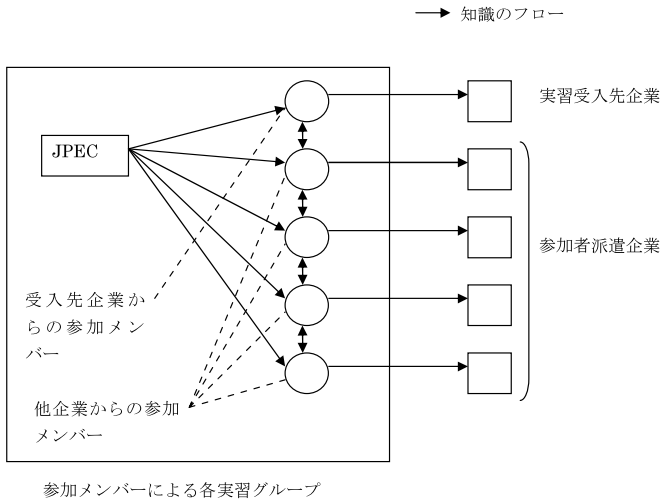 知識のフロー
実習受入先企業
JPEC
参加者派遣企業
受入先企業か
らの参加メン
バー
他企業からの参加
メンバー
参加メンバーによる各実習グループ